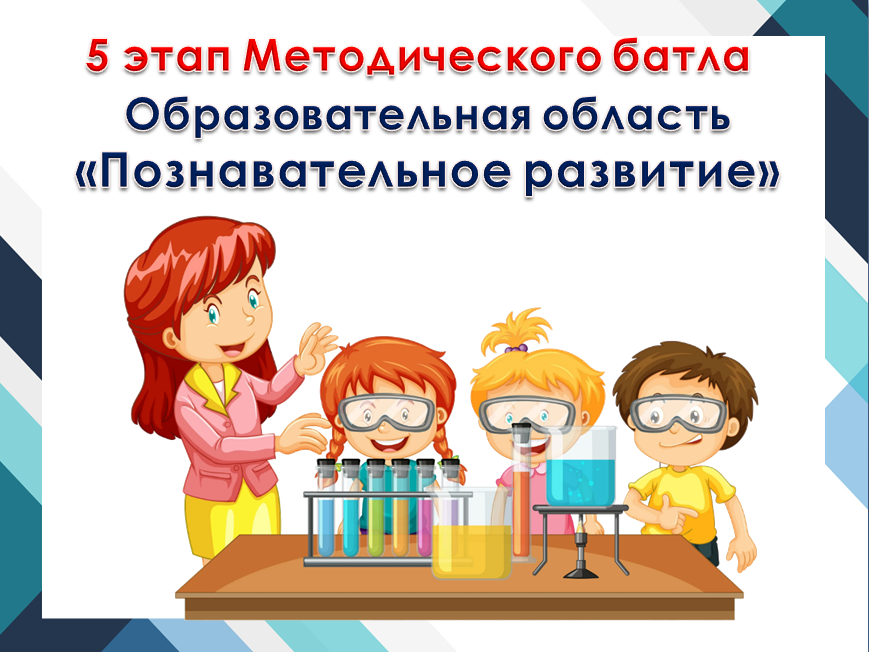 5 этап Методического батла
Образовательная область
«Познавательное развитие»